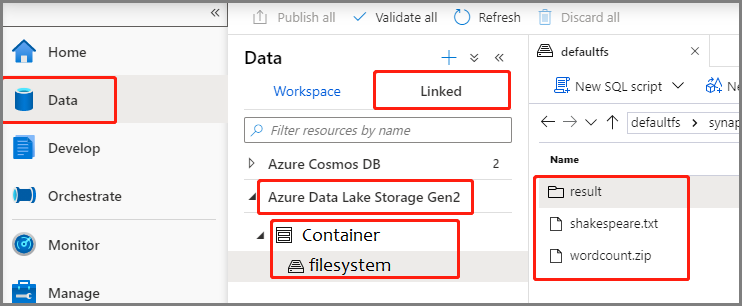 Publish all
Validate all
Refresh
Discard all
Home
Data
Develop
Orchestrate
Monitor
Manage
Data
Workspace
Linked
Filter resources by name
Azure Cosmos DB 2
Azure Data Lake Storage Gen2
Container
filesystem
defaultfs
New SQL script
New
defaultfs
synap
Name
result
shakespeare.txt
wordcount.zip